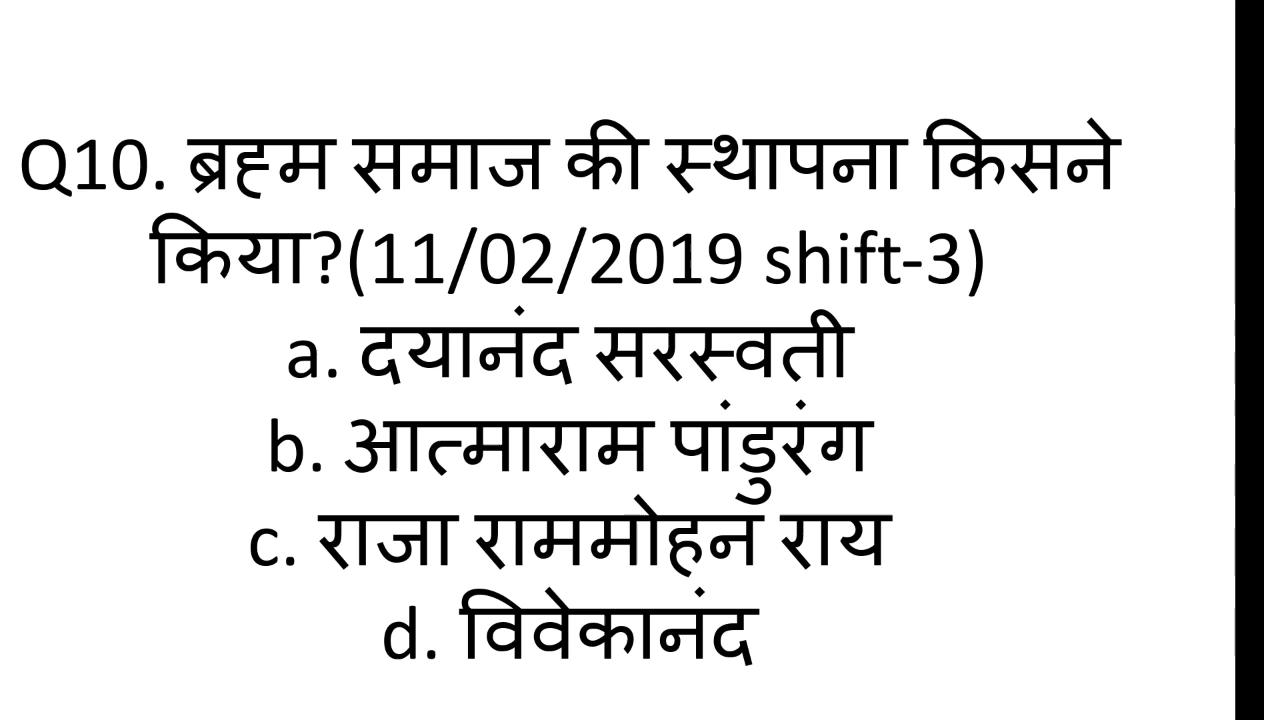 Q10. ब्रह्म समाज की स्थापना किसने
किया?(11/02/2019 shift-3)
a. दयानंद सरस्वती
b. आत्माराम पांडुरंग
c. राजा राममोहन राय
d. विवेकानंद